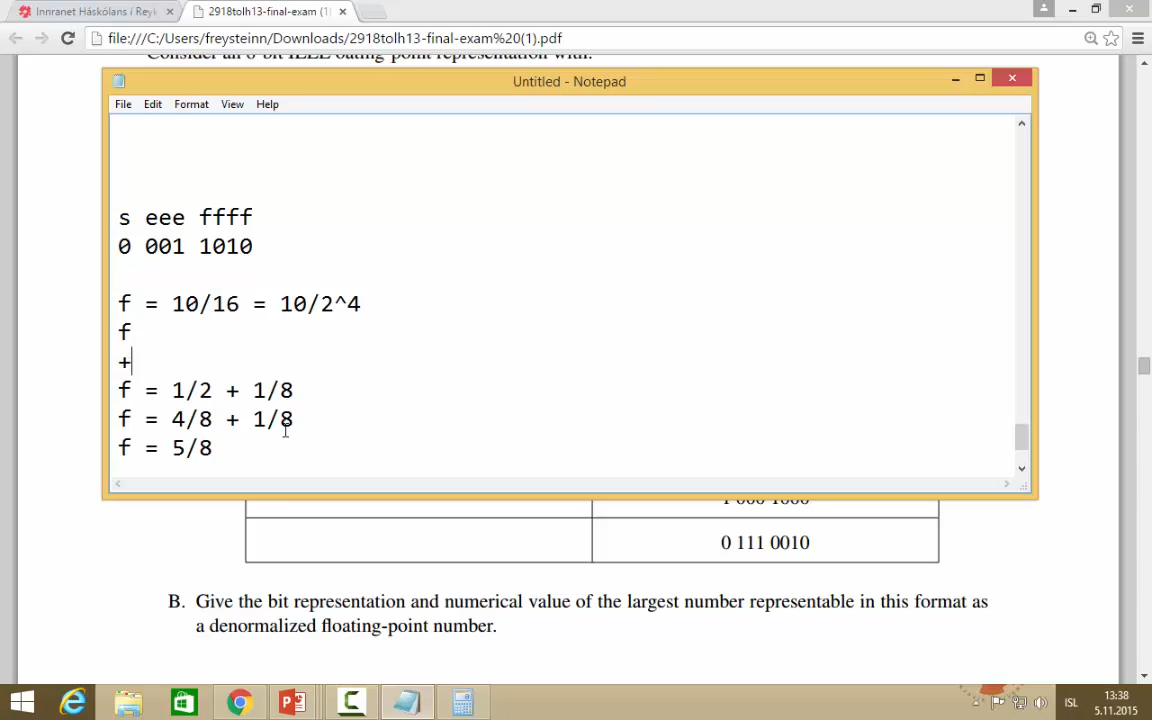 Innranet Háskólans í Reyk
2918tolh13-final-exam (1)
file:///C:/Users/freysteinn/Downloads/2918tolh13-final-exam%20(1).pdf
Untitled - Notepad
File Edit Format View Help
s eee ffff
0 001 1010
f = 10/16 = 10/2^4
f
+
f = 1/2 + 1/8
f = 4/8 + 1/8
f = 5/8
0 111 0010
B. Give the bit representation and numerical value of the largest number representable in this format as
a denormalized floating-point number.
ISL
13:38
5.11.2015